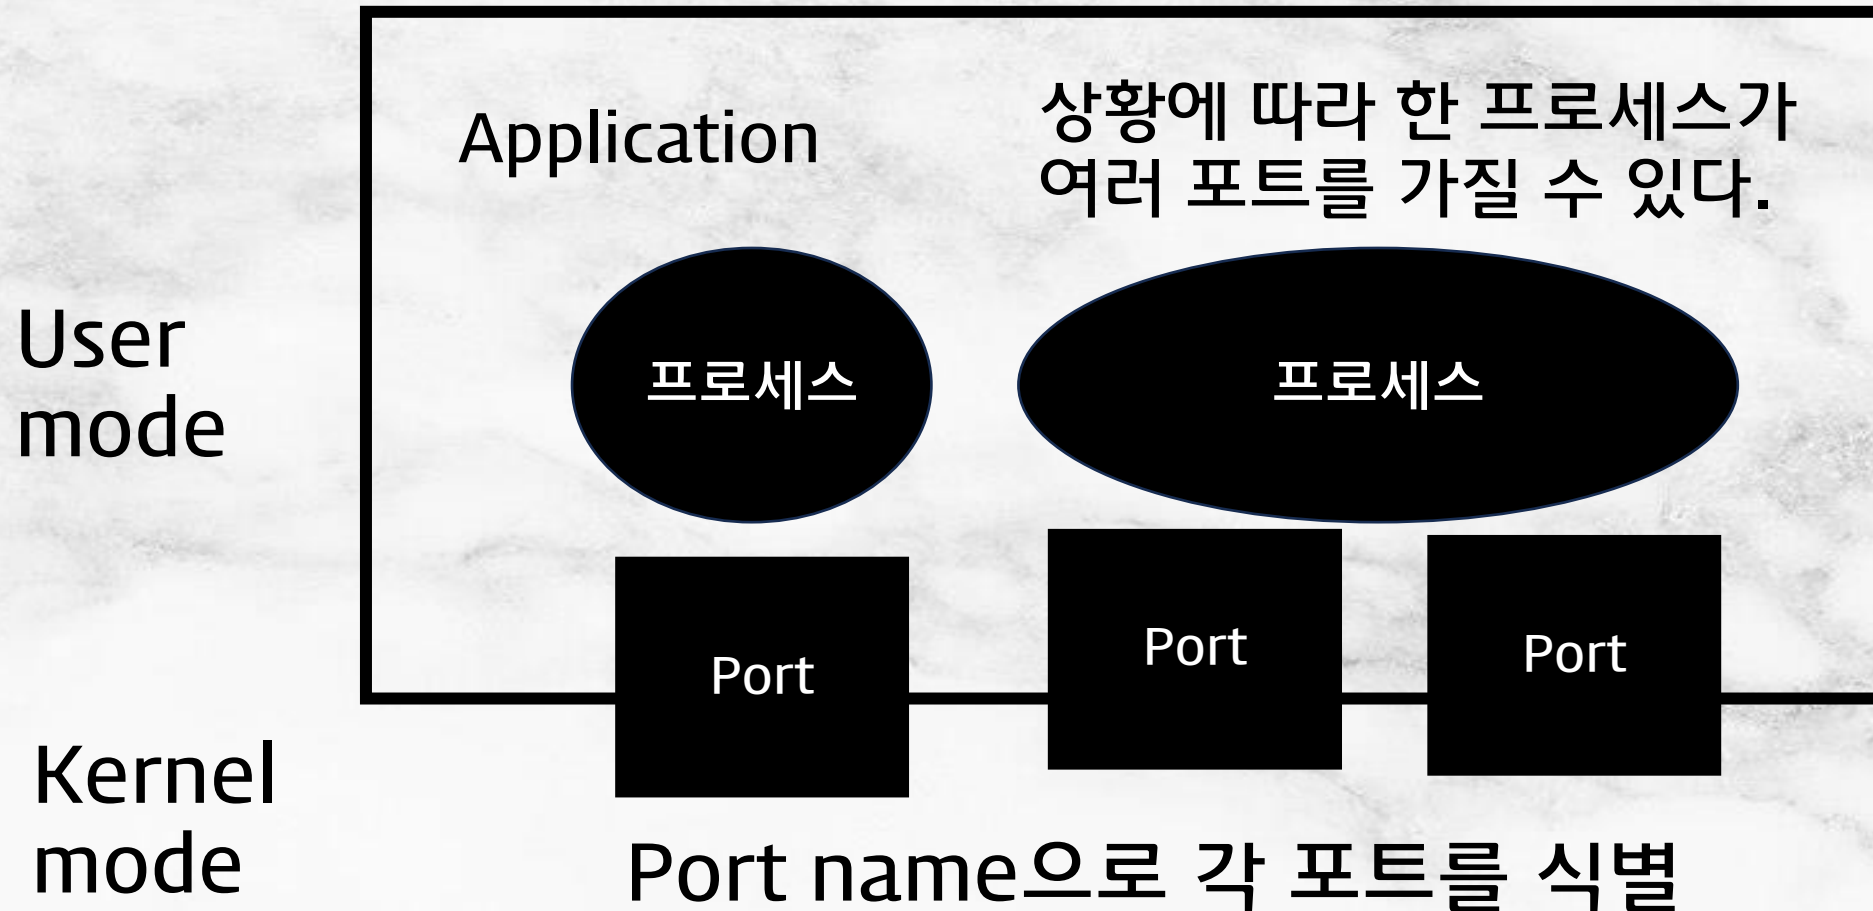 Application
상황에 따라 한 프로세스가
여러 포트를 가질 수 있다.
User
mode
프로세스
프로세스
Port
Port
Port
Kernel
mode
Port name으로 각 포트를 식별